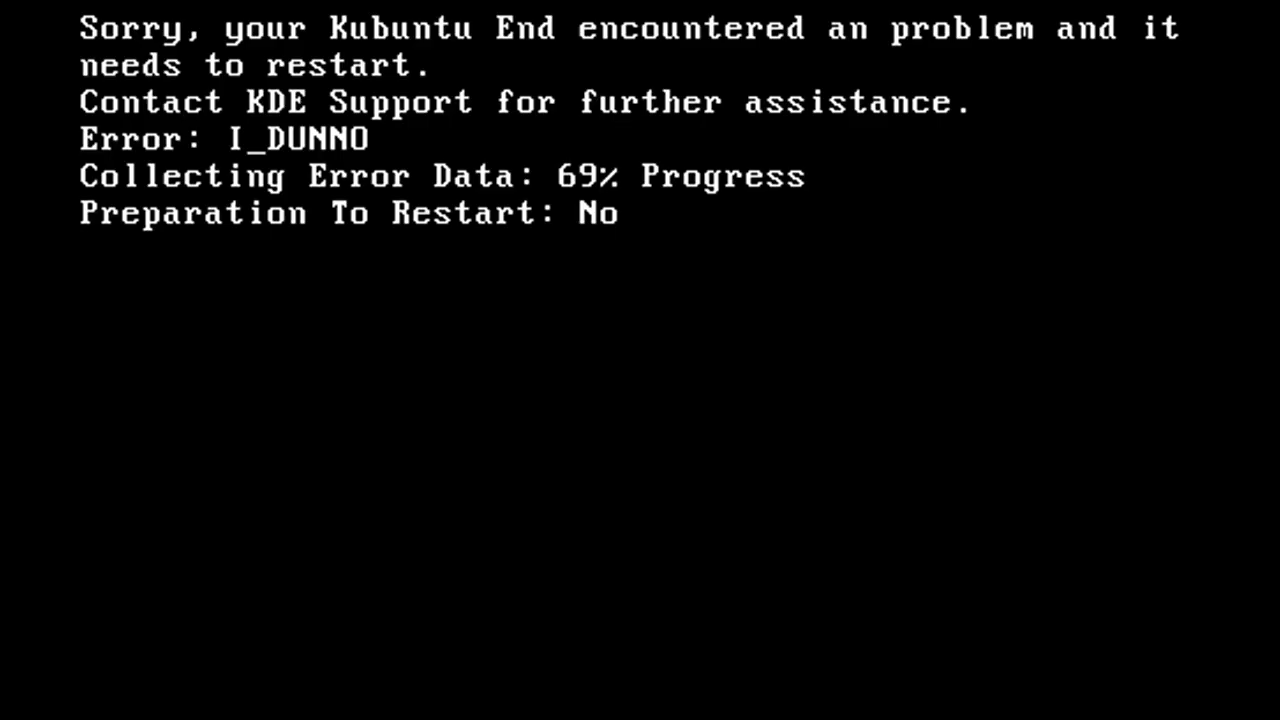 Sorry, your Kubuntu End encountered an problem and it
needs to restart.
Contact KDE Support for further assistance.
Error: I_DUNNO
Collecting Error Data: 69% Progress
Preparation To Restart: No